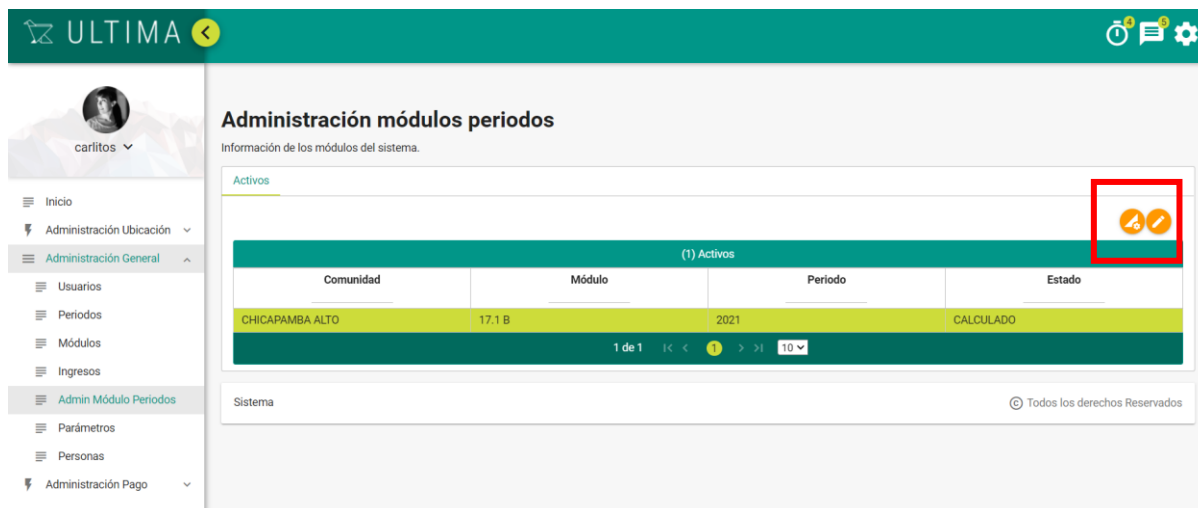 ULTIMA
4
5
carlitos
Inicio
Administración Ubicación
Administración General
Usuarios
Periodos
Módulos
Ingresos
Admin Módulo Periodos
Parámetros
Personas
Administración Pago
Administración módulos periodos
Información de los módulos del sistema.
Activos
(1) Activos
Comunidad Módulo Periodo Estado
CHICAPAMBA ALTO 17.1 B 2021 CALCULADO
1 de 1 |< < 1 > >| 10
Sistema © Todos los derechos Reservados